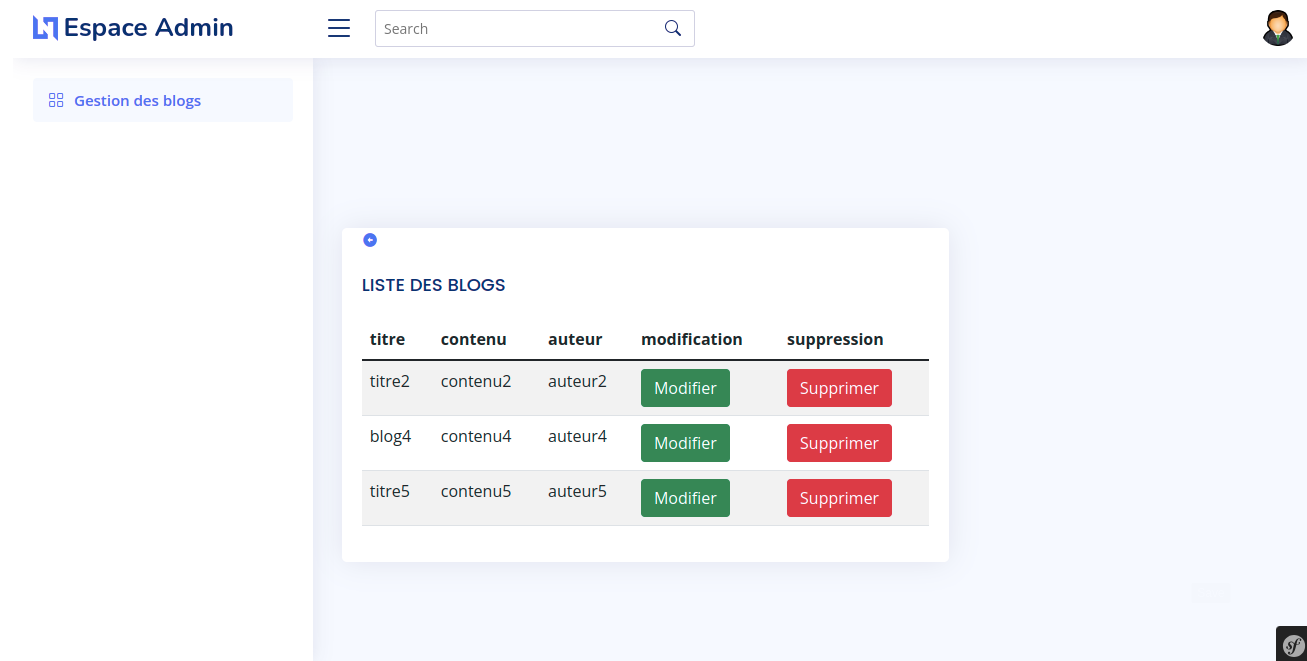 Espace Admin
Search
Gestion des blogs
LISTE DES BLOGS
titre contenu auteur modification suppression
titre2 contenu2 auteur2 Modifier Supprimer
blog4 contenu4 auteur4 Modifier Supprimer
titre5 contenu5 auteur5 Modifier Supprimer
sf